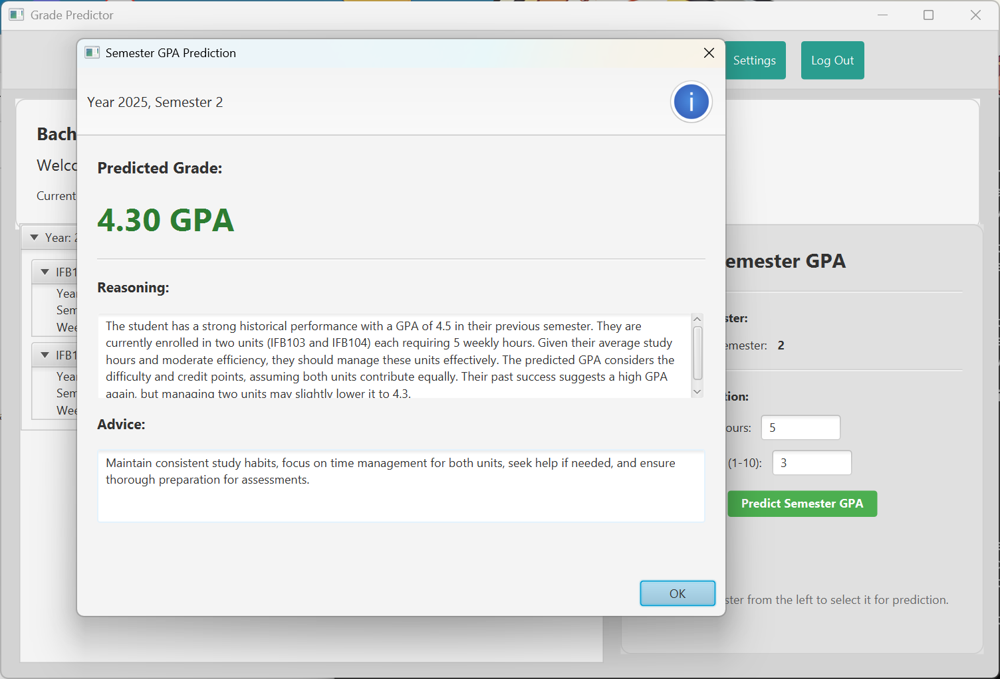 Grade Predictor
Settings
Log Out
Semester GPA Prediction
Year 2025, Semester 2
i
Predicted Grade:
4.30 GPA
Reasoning:
The student has a strong historical performance with a GPA of 4.5 in their previous semester. They are
currently enrolled in two units (IFB103 and IFB104) each requiring 5 weekly hours. Given their average study
hours and moderate efficiency, they should manage these units effectively. The predicted GPA considers the
difficulty and credit points, assuming both units contribute equally. Their past success suggests a high GPA
again, but managing two units may slightly lower it to 4.3.
Advice:
Maintain consistent study habits, focus on time management for both units, seek help if needed, and ensure
thorough preparation for assessments.
OK
Bach
Welco
Current
Year: 2
IFB1
Year
Sem
Wee
IFB1
Year
Sem
Wee
emester GPA
ster:
emester: 2
tion:
ours: 5
(1-10): 3
Predict Semester GPA
ster from the left to select it for prediction.